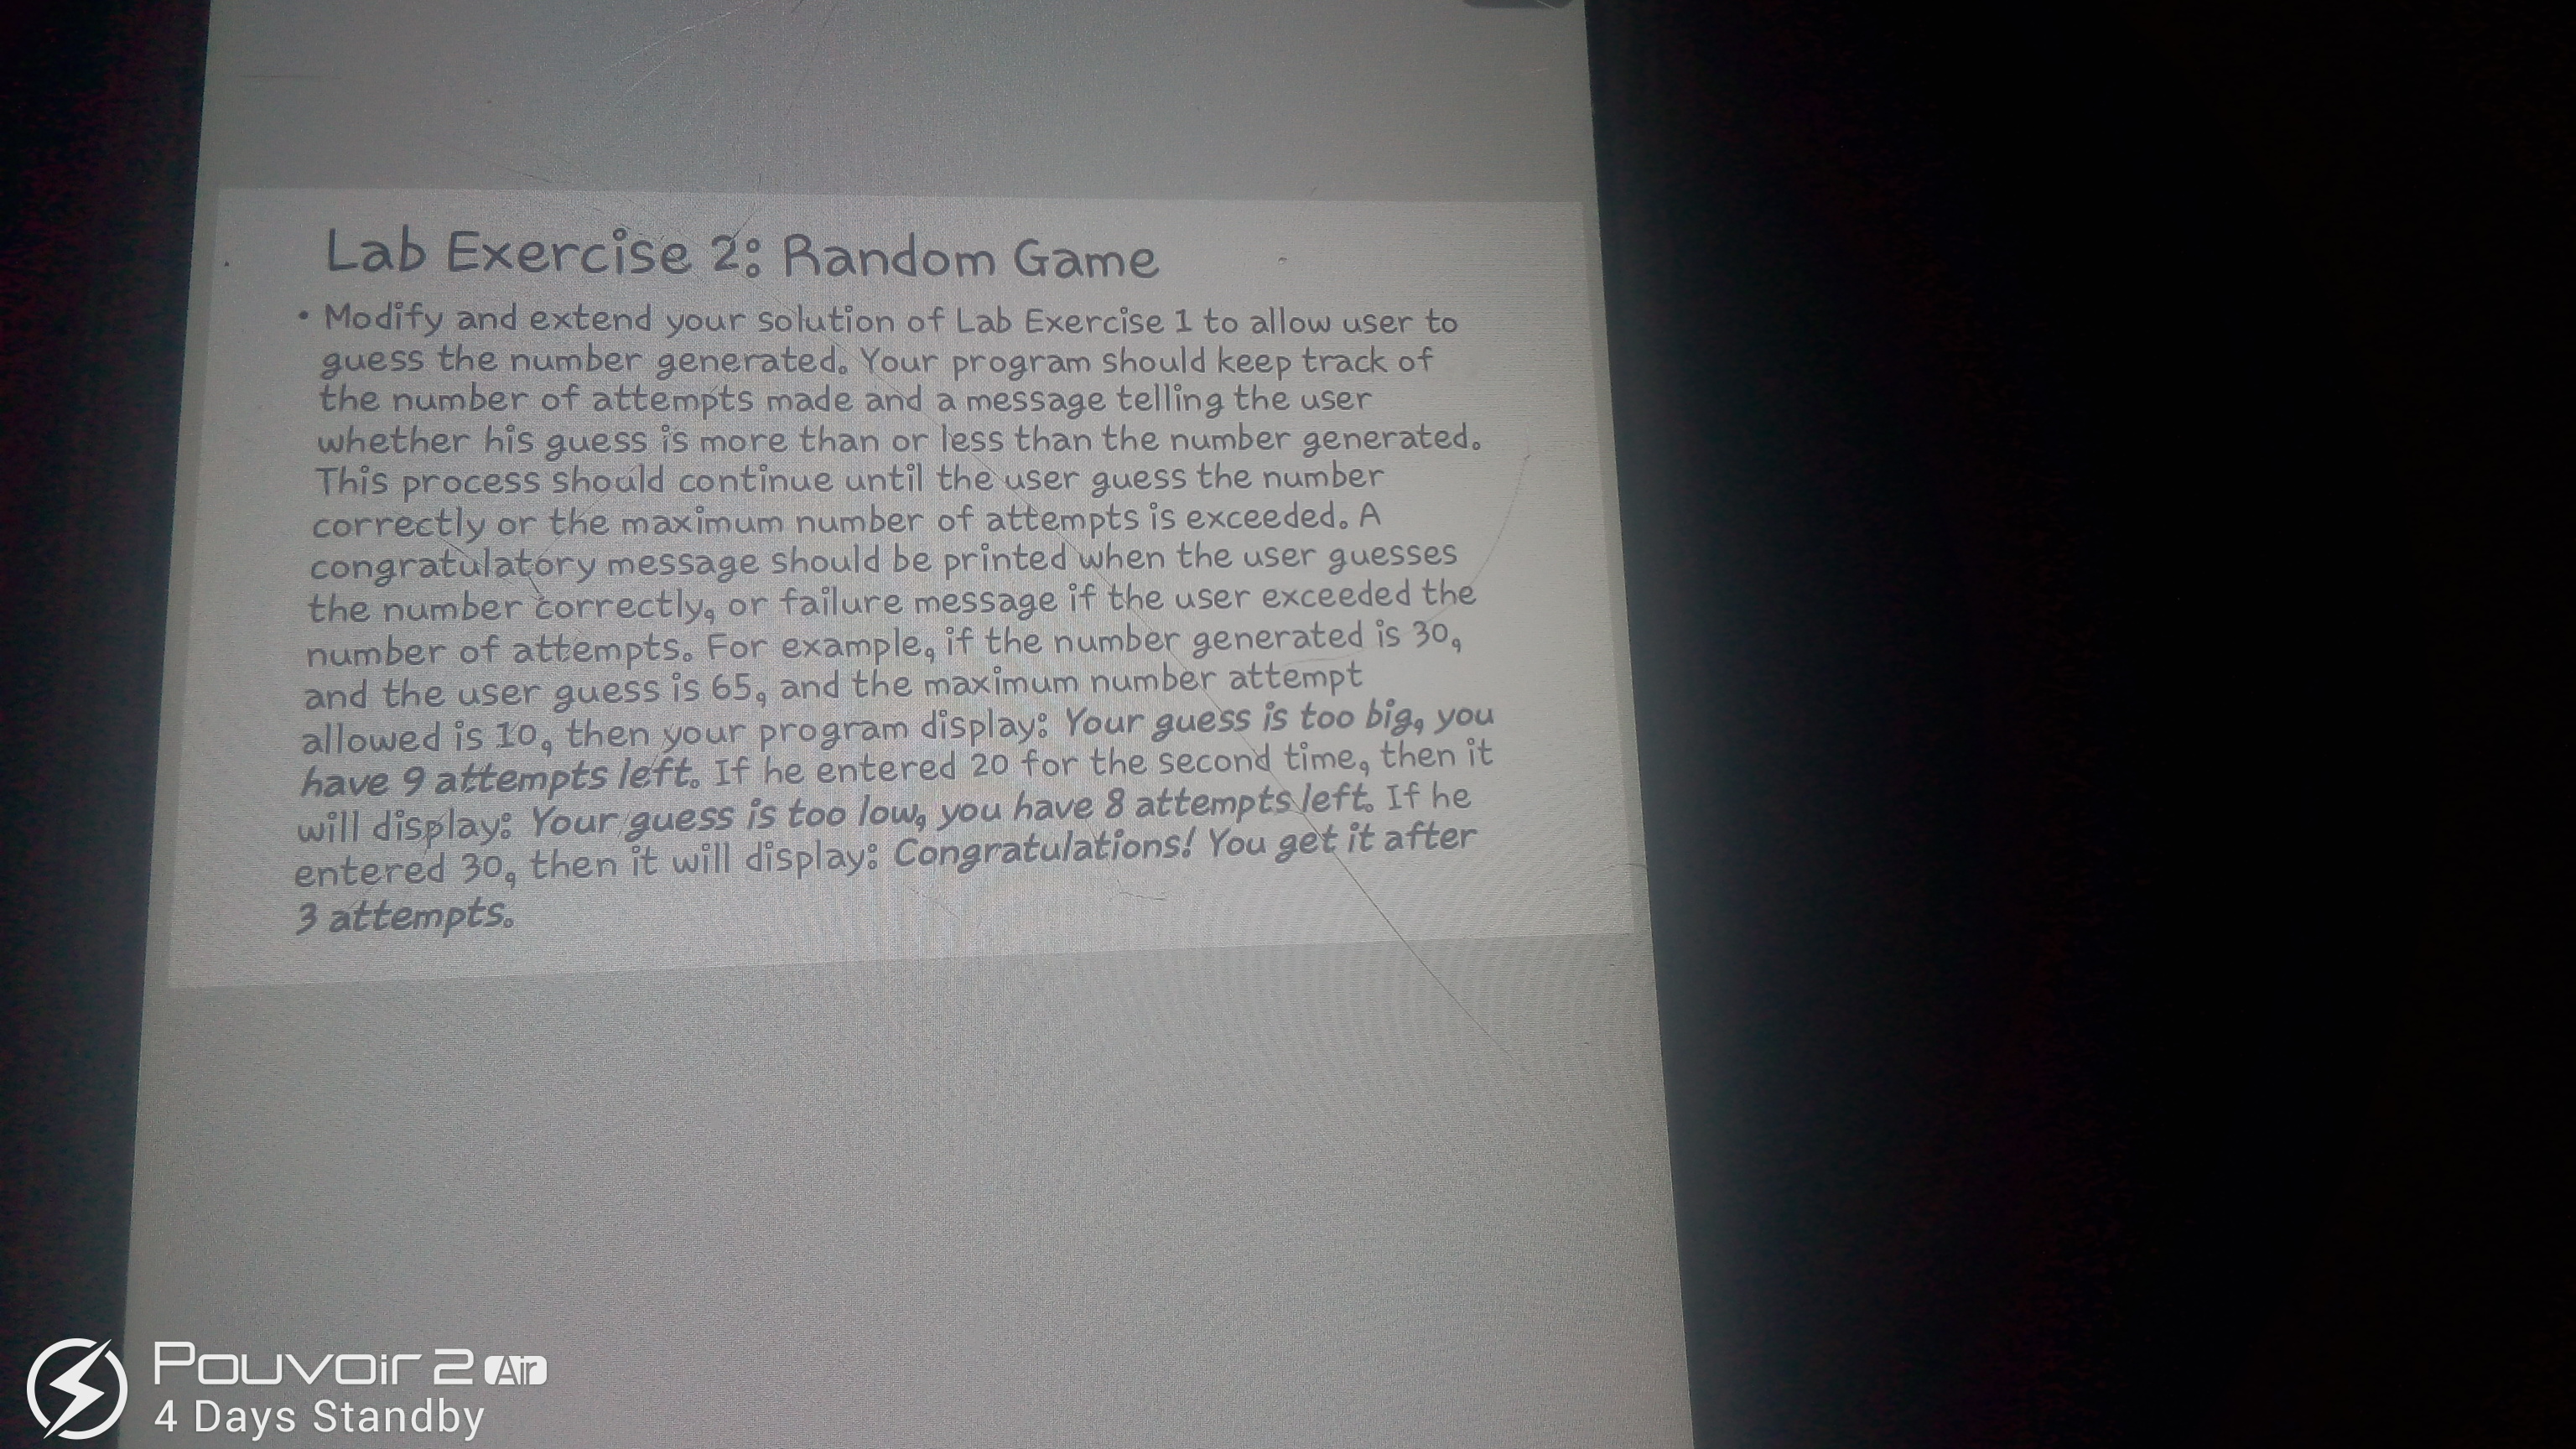 Lab Exercise 2: Random Game
• Modify and extend your solution of Lab Exercise 1 to allow user to
guess the number generated. Your program should keep track of
the number of attempts made and a message telling the user
whether his guess is more than or less than the number generated.
This process should continue until the user guess the number
correctly or the maximum number of attempts is exceeded. A
congratulatory message should be printed when the user guesses
the number correctly, or failure message if the user exceeded the
number of attempts. For example, if the number generated is 30,
and the user guess is 65, and the maximum number attempt
allowed is 10, then your program display: Your guess is too big, you
have 9 attempts left. If he entered 20 for the second time, then it
will display: Your guess is too low, you have 8 attempts left. If he
entered 30, then it will display: Congratulations! You get it after
3 attempts.
Pouvoir 2 Air
4 Days Standby